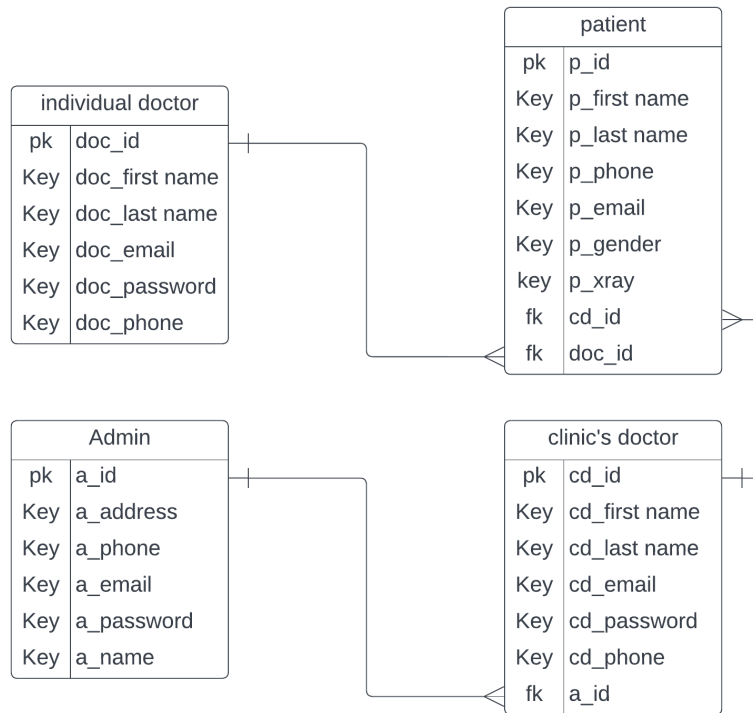 individual doctor
pk doc_id
Key doc_first name
Key doc_last name
Key doc_email
Key doc_password
Key doc_phone
patient
pk p_id
Key p_first name
Key p_last name
Key p_phone
Key p_email
Key p_gender
key p_xray
fk cd_id
fk doc_id
Admin
pk a_id
Key a_address
Key a_phone
Key a_email
Key a_password
Key a_name
clinic's doctor
pk cd_id
Key cd_first name
Key cd_last name
Key cd_email
Key cd_password
Key cd_phone
fk a_id